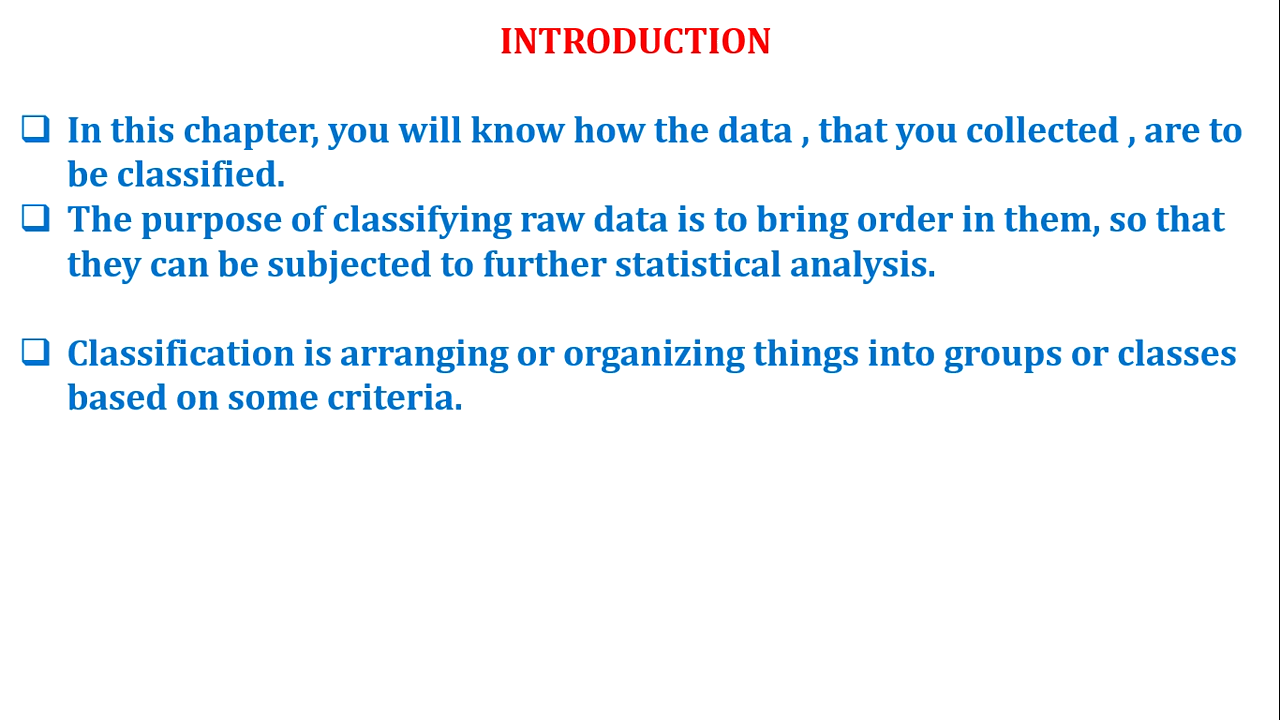 INTRODUCTION
❑ In this chapter, you will know how the data , that you collected , are to
be classified.
❑ The purpose of classifying raw data is to bring order in them, so that
they can be subjected to further statistical analysis.
❑ Classification is arranging or organizing things into groups or classes
based on some criteria.